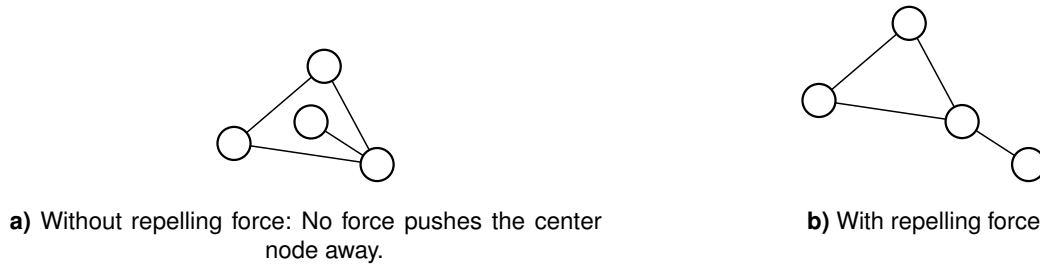 a) Without repelling force: No force pushes the center
node away.
b) With repelling force